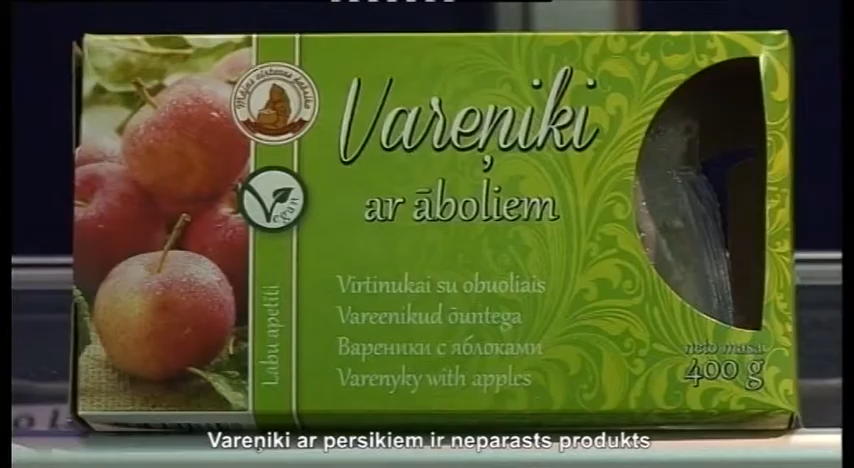 Vareņiki
ar āboliem
Vegan
Virtinukai su obuoliais
Vareenikud õuntega
Вареники с яблоками
Varenyky with apples
Labu apetīti
neto masa
400 g
Vareņiki ar persikiem ir neparasts produkts